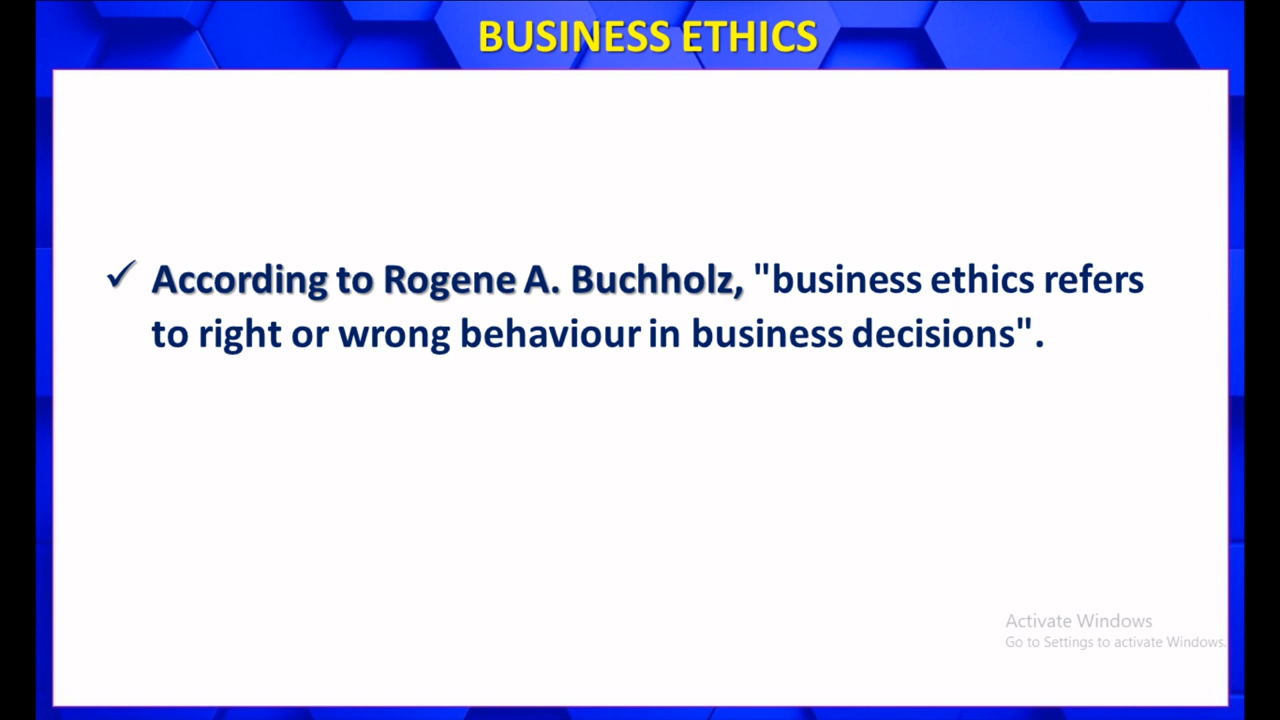 BUSINESS ETHICS
✓ According to Rogene A. Buchholz, "business ethics refers
to right or wrong behaviour in business decisions".
Activate Windows
Go to Settings to activate Windows.